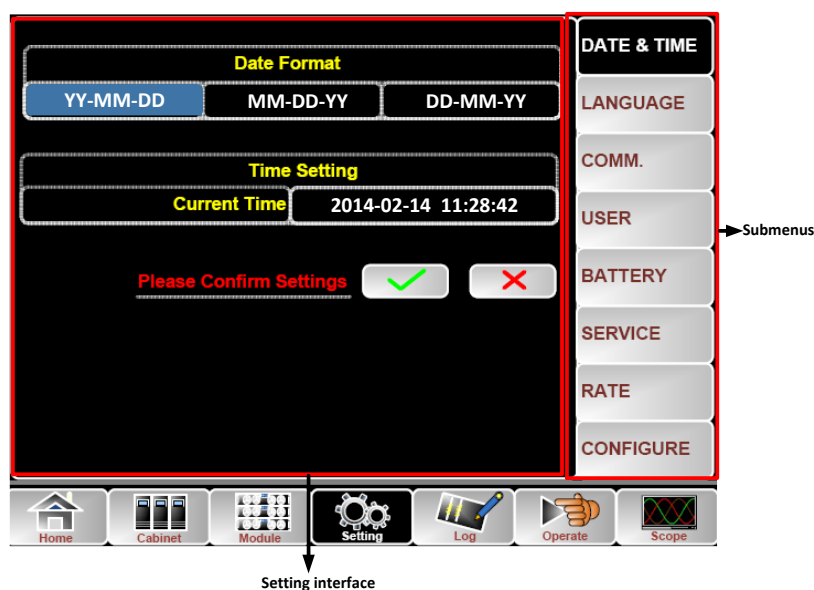 Date Format
YY-MM-DD MM-DD-YY DD-MM-YY
Time Setting
Current Time 2014-02-14 11:28:42
Please Confirm Settings
DATE & TIME
LANGUAGE
COMM.
USER
BATTERY
SERVICE
RATE
CONFIGURE
Submenus
Home Cabinet Module Setting Log Operate Scope
Setting interface